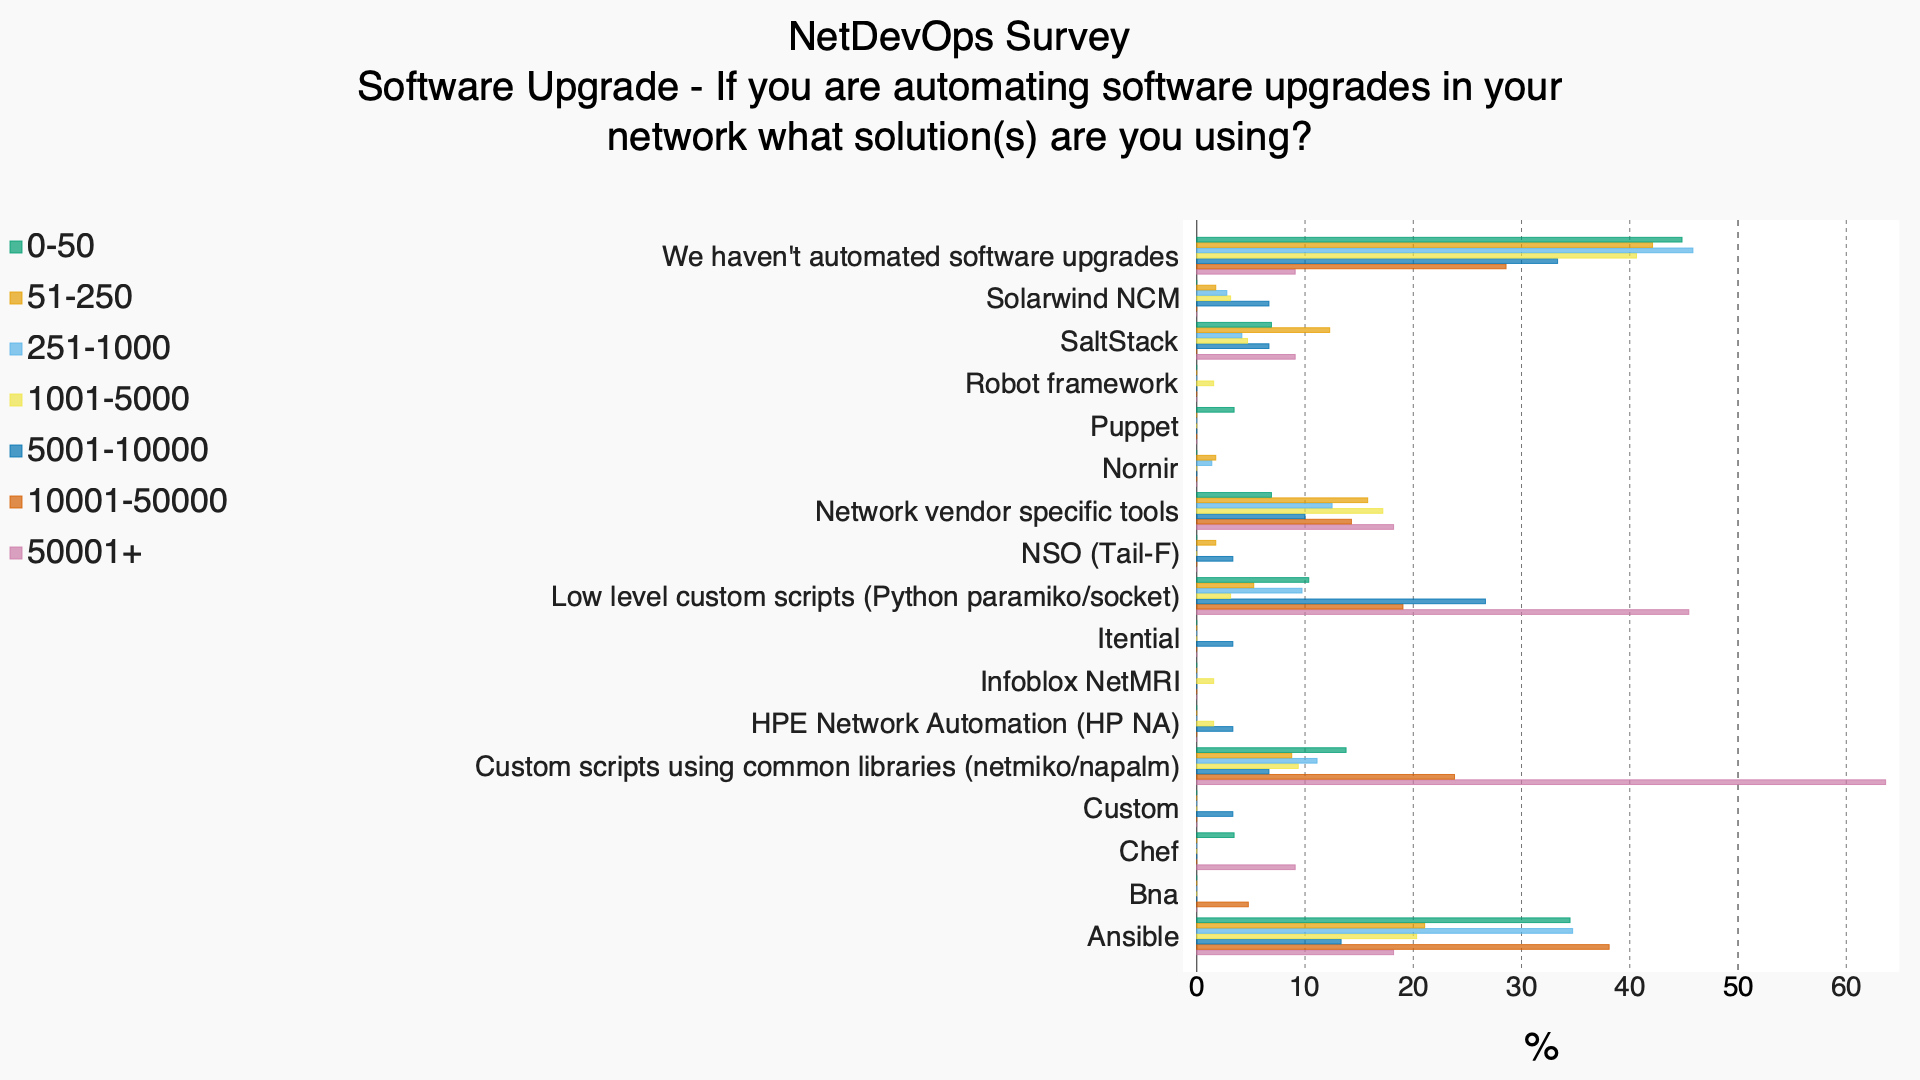 NetDevOps Survey
Software Upgrade - If you are automating software upgrades in your
network what solution(s) are you using?
0-50
51-250
251-1000
1001-5000
5001-10000
10001-50000
50001+
We haven't automated software upgrades
Solarwind NCM
SaltStack
Robot framework
Puppet
Nornir
Network vendor specific tools
NSO (Tail-F)
Low level custom scripts (Python paramiko/socket)
Itential
Infoblox NetMRI
HPE Network Automation (HP NA)
Custom scripts using common libraries (netmiko/napalm)
Custom
Chef
Bna
Ansible
0 10 20 30 40 50 60
%